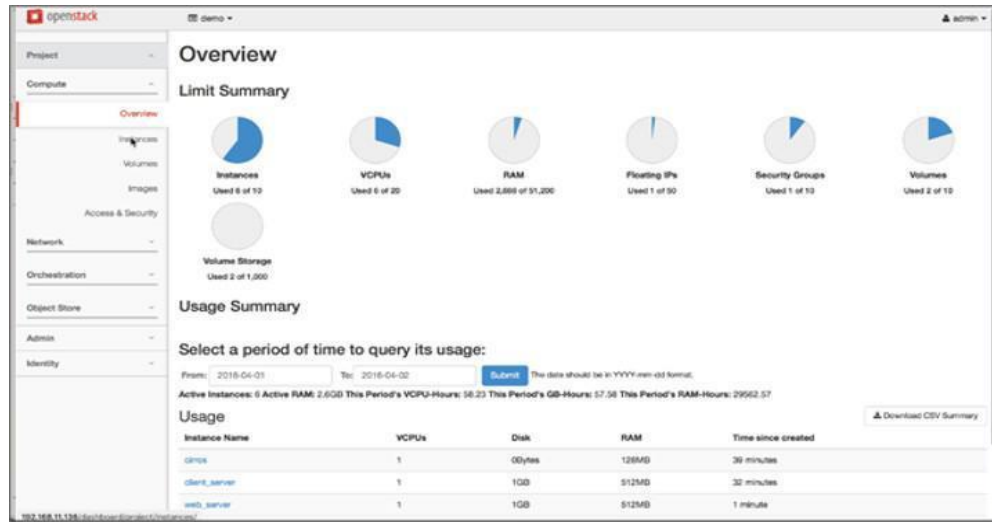 openstack demo admin
Project
Overview
Compute
Limit Summary
Overview
Instances
Volumes
Images
Access & Security
Instances VCPUs RAM Floating IPs Security Groups Volumes
Used 6 of 10 Used 6 of 20 Used 1 of 50 Used 1 of 10 Used 2 of 10
Network
Volume Storage
Used 2 of 1,000
Orchestration
Object Store
Usage Summary
Admin
Identity
Select a period of time to query its usage:
From: 2016-04-01 To: 2016-04-02 Submit The date should be in YYYY-mm-dd format.
Active Instances: 6 Active RAM: 2.6GB This Period's VCPU-Hours: 58.23 This Period's GB-Hours: 57.58 This Period's RAM-Hours: 29562.57
Usage Download CSV Summary
Instance Name VCPUs Disk RAM Time since created
cirros 1 0Bytes 128MB 39 minutes
client_server 1 1GB 512MB 32 minutes
web_server 1 1GB 512MB 1 minute
192.168.11.136/dashboard/project/instances/